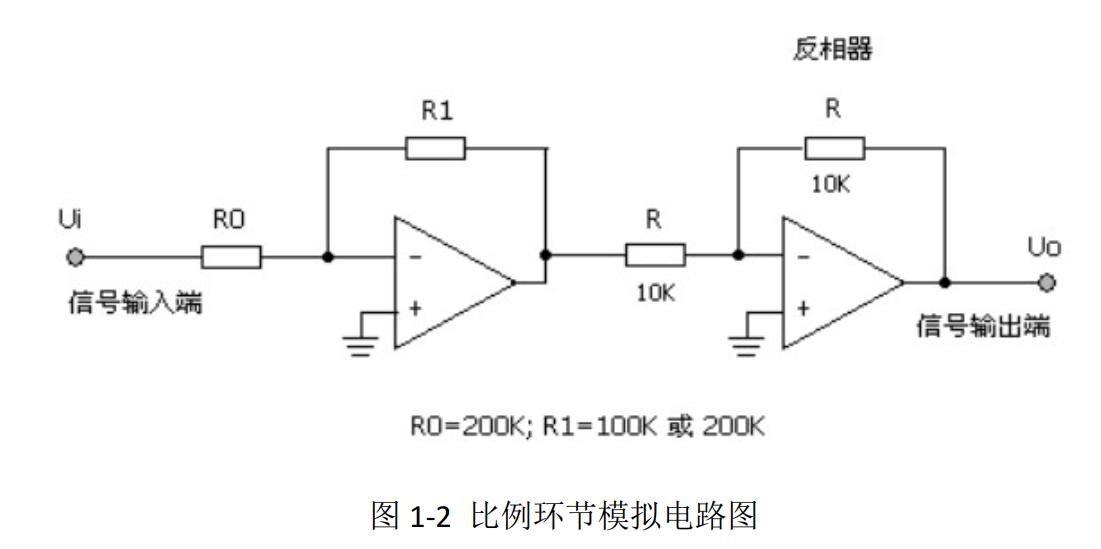 反相器
R1
R
10K
Ui
R0
R
Uo
-
-
10K
+
+
信号输入端
信号输出端
R0=200K; R1=100K 或 200K
图 1-2 比例环节模拟电路图